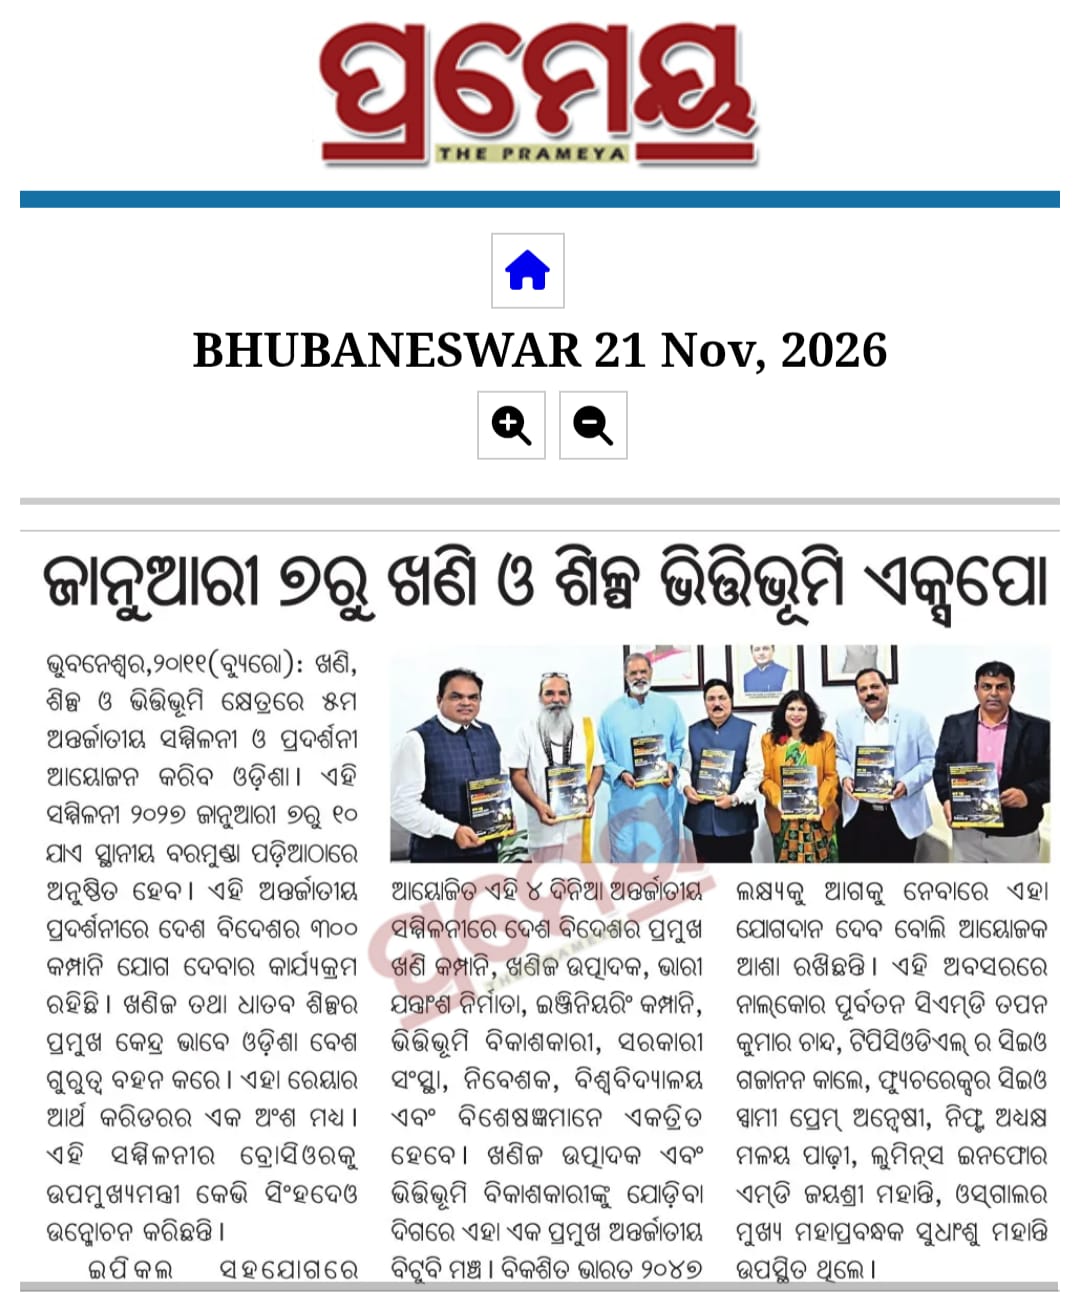 ପ୍ରମେୟ
THE PRAMEYA
BHUBANESWAR 21 Nov, 2026
ଜାନୁଆରୀ ୭ରୁ ଖଣି ଓ ଶିଳ୍ପ ଭିତ୍ତିଭୂମି ଏକ୍ସପୋ
ଭୁବନେଶ୍ୱର,୨୦।୧୧(ବ୍ୟୁରୋ): ଖଣି,
ଶିଳ୍ପ ଓ ଭିତ୍ତିଭୂମି କ୍ଷେତ୍ରରେ ୫ମ
ଅନ୍ତର୍ଜାତୀୟ ସମ୍ମିଳନୀ ଓ ପ୍ରଦର୍ଶନୀ
ଆୟୋଜନ କରିବ ଓଡ଼ିଶା। ଏହି
ସମ୍ମିଳନୀ ୨୦୨୭ ଜାନୁଆରୀ ୭ରୁ ୧୦
ଯାଏ ସ୍ଥାନୀୟ ବରମୁଣ୍ଡା ପଡ଼ିଆଠାରେ
ଅନୁଷ୍ଠିତ ହେବ। ଏହି ଅନ୍ତର୍ଜାତୀୟ
ପ୍ରଦର୍ଶନୀରେ ଦେଶ ବିଦେଶର ୩୦୦
କମ୍ପାନି ଯୋଗ ଦେବାର କାର୍ଯ୍ୟକ୍ରମ
ରହିଛି। ଖଣିଜ ତଥା ଧାତବ ଶିଳ୍ପର
ପ୍ରମୁଖ କେନ୍ଦ୍ର ଭାବେ ଓଡ଼ିଶା ବେଶ
ଗୁରୁତ୍ୱ ବହନ କରେ। ଏହା ରେୟାର
ଆର୍ଥ କରିଡରର ଏକ ଅଂଶ ମଧ୍ୟ।
ଏହି ସମ୍ମିଳନୀର ବ୍ରୋସିଓରକୁ
ଉପମୁଖ୍ୟମନ୍ତ୍ରୀ କେଭି ସିଂହଦେଓ
ଉନ୍ମୋଚନ କରିଛନ୍ତି।
ଇପିକଲ ସହଯୋଗରେ
ଆୟୋଜିତ ଏହି ୪ ଦିନିଆ ଅନ୍ତର୍ଜାତୀୟ
ସମ୍ମିଳନୀରେ ଦେଶ ବିଦେଶର ପ୍ରମୁଖ
ଖଣି କମ୍ପାନି, ଖଣିଜ ଉତ୍ପାଦକ, ଭାରୀ
ଯନ୍ତ୍ରାଂଶ ନିର୍ମାତା, ଇଞ୍ଜିନିୟରିଂ କମ୍ପାନି,
ଭିତ୍ତିଭୂମି ବିକାଶକାରୀ, ସରକାରୀ
ସଂସ୍ଥା, ନିବେଶକ, ବିଶ୍ୱବିଦ୍ୟାଳୟ
ଏବଂ ବିଶେଷଜ୍ଞମାନେ ଏକତ୍ରିତ
ହେବେ। ଖଣିଜ ଉତ୍ପାଦକ ଏବଂ
ଭିତ୍ତିଭୂମି ବିକାଶକାରୀଙ୍କୁ ଯୋଡ଼ିବା
ଦିଗରେ ଏହା ଏକ ପ୍ରମୁଖ ଅନ୍ତର୍ଜାତୀୟ
ବିଟୁବି ମଞ୍ଚ। ବିକଶିତ ଭାରତ ୨୦୪୭
ଲକ୍ଷ୍ୟକୁ ଆଗକୁ ନେବାରେ ଏହା
ଯୋଗଦାନ ଦେବ ବୋଲି ଆୟୋଜକ
ଆଶା ରଖିଛନ୍ତି। ଏହି ଅବସରରେ
ନାଲ୍‌କୋର ପୂର୍ବତନ ସିଏମ୍‌ଡି ତପନ
କୁମାର ଚାନ୍ଦ, ଟିପିସିଓଡିଏଲ୍ ର ସିଇଓ
ଗଜାନନ କାଲେ, ଫ୍ୟୁଚରେକ୍ସର ସିଇଓ
ସ୍ୱାମୀ ପ୍ରେମ୍ ଅନ୍ୱେଷୀ, ନିଫ୍ଟ ଅଧ୍ୟକ୍ଷ
ମଳୟ ପାଢ଼ୀ, ଲୁମିନ୍‌ସ ଇନଫୋର
ଏମ୍‌ଡି ଜୟଶ୍ରୀ ମହାନ୍ତି, ଓସ୍‌ଗାଲର
ମୁଖ୍ୟ ମହାପ୍ରବନ୍ଧକ ସୁଧାଂଶୁ ମହାନ୍ତି
ଉପସ୍ଥିତ ଥିଲେ।